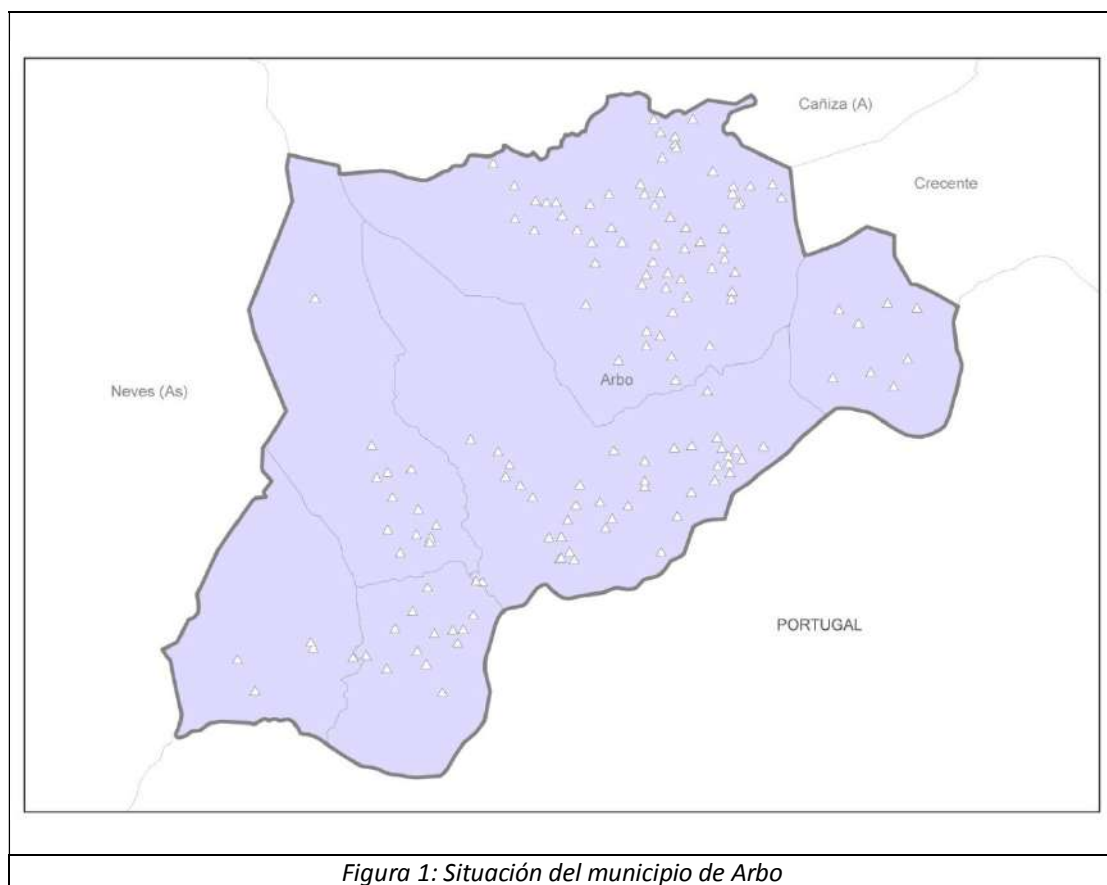 Cañiza (A)
Crecente
Arbo
Neves (As)
PORTUGAL
Figura 1: Situación del municipio de Arbo